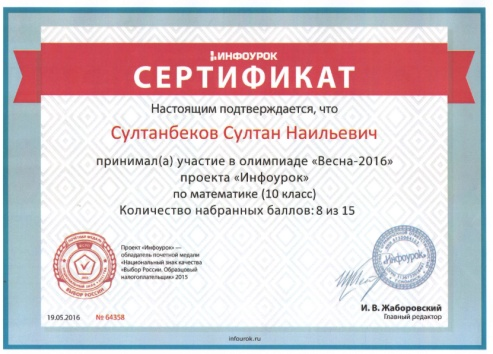 ИНФОУРОК
СЕРТИФИКАТ
Настоящим подтверждается, что
Султанбеков Султан Наильевич
принимал(а) участие в олимпиаде «Весна-2016»
проекта «Инфоурок»
по математике (10 класс)
Количество набранных баллов: 8 из 15
Проект «Инфоурок» —
обладатель почетной медали
«Национальный знак качества
«Выбор России. Образцовый
налогоплательщик» 2015
ВЫБОР РОССИИ
«Инфоурок»
И. В. Жаборовский
Главный редактор
19.05.2016 № 64358
infourok.ru